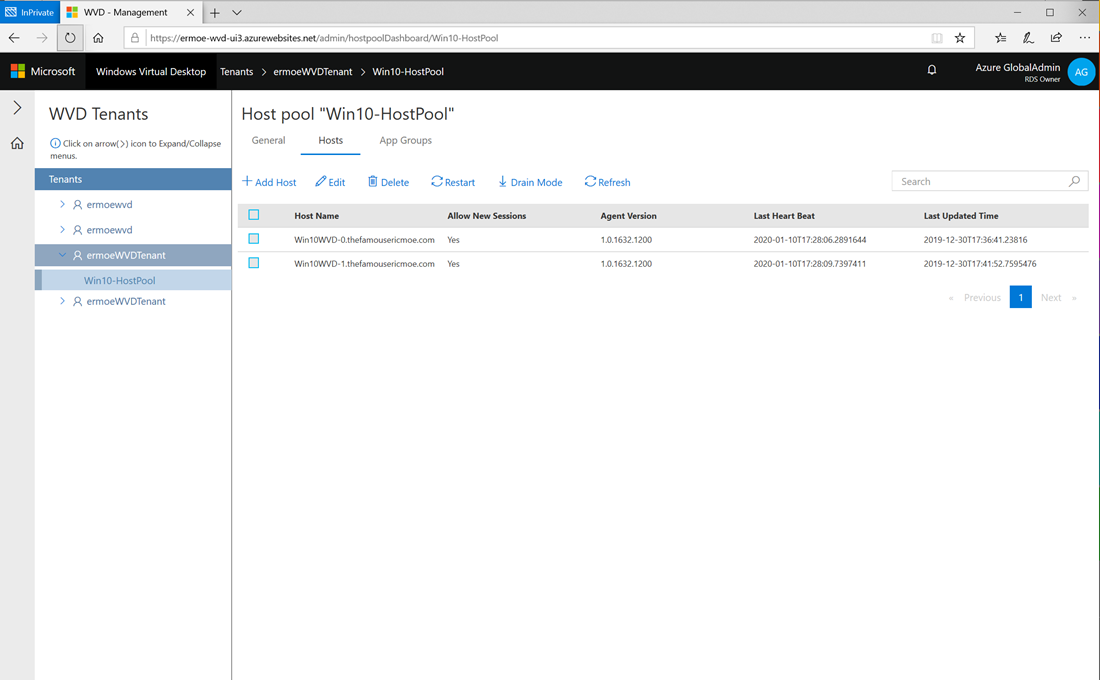 InPrivate
WVD - Management
https://ermoe-wvd-ui3.azurewebsites.net/admin/hostpoolDashboard/Win10-HostPool
Microsoft
Windows Virtual Desktop
Tenants > ermoeWVDTenant > Win10-HostPool
Azure GlobalAdmin
RDS Owner
AG
WVD Tenants
Click on arrow(>) icon to Expand/Collapse
menus.
Tenants
ermoewvd
ermoewvd
ermoeWVDTenant
Win10-HostPool
ermoeWVDTenant
Host pool "Win10-HostPool"
General Hosts App Groups
Add Host Edit Delete Restart Drain Mode Refresh
Search
Host Name Allow New Sessions Agent Version Last Heart Beat Last Updated Time
Win10WVD-0.thefamousericmoe.com Yes 1.0.1632.1200 2020-01-10T17:28:06.2891644 2019-12-30T17:36:41.23816
Win10WVD-1.thefamousericmoe.com Yes 1.0.1632.1200 2020-01-10T17:28:09.7397411 2019-12-30T17:41:52.7595476
« Previous 1 Next »